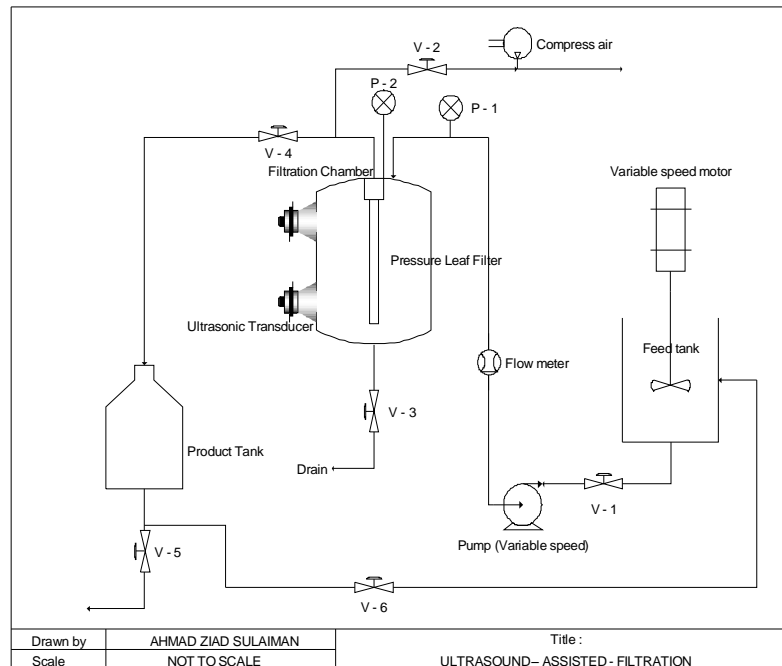 V - 2
Compress air
P - 2
P - 1
V - 4
Filtration Chamber
Variable speed motor
Pressure Leaf Filter
Ultrasonic Transducer
Feed tank
Flow meter
V - 3
Product Tank
Drain
V - 1
Pump (Variable speed)
V - 5
V - 6
Drawn by
AHMAD ZIAD SULAIMAN
Title :
Scale
NOT TO SCALE
ULTRASOUND– ASSISTED - FILTRATION